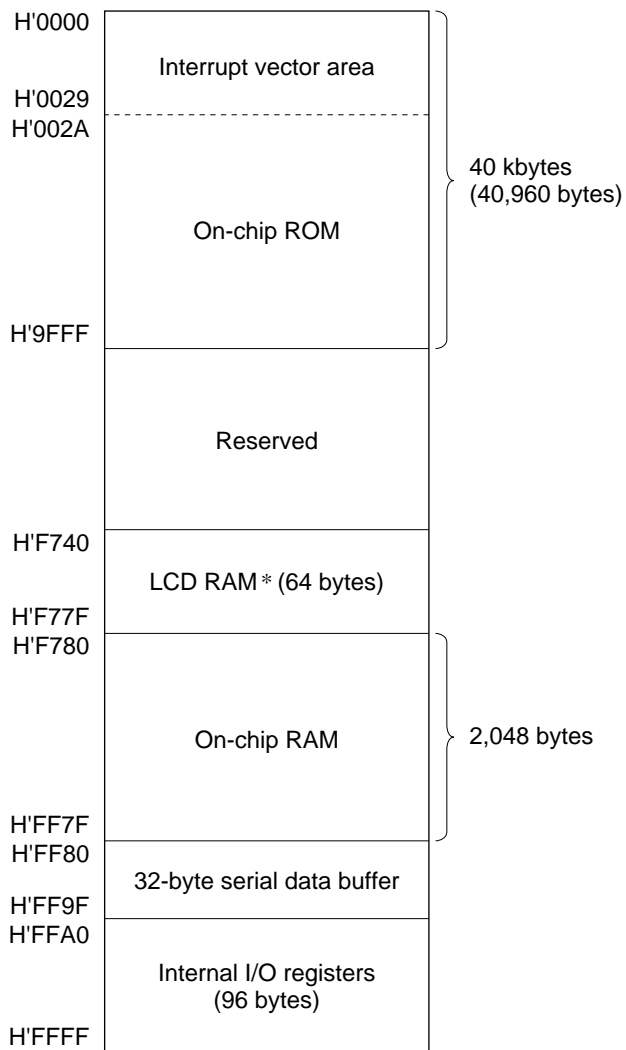 H'0000
Interrupt vector area
H'0029
H'002A
40 kbytes
(40,960 bytes)
On-chip ROM
H'9FFF
Reserved
H'F740
LCD RAM* (64 bytes)
H'F77F
H'F780
On-chip RAM
2,048 bytes
H'FF7F
H'FF80
32-byte serial data buffer
H'FF9F
H'FFA0
Internal I/O registers
(96 bytes)
H'FFFF